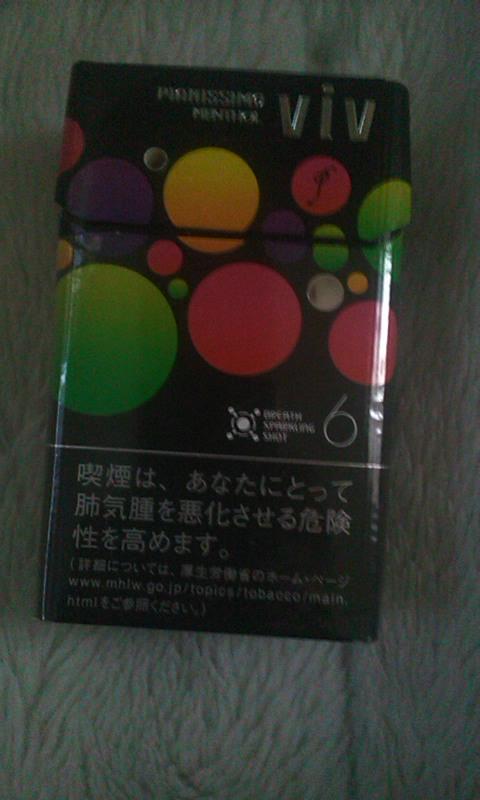 PIANISSIMO
MENTHOL
viv
BREATH
SPARKLING
SHOT
6
喫煙は、あなたにとって
肺気腫を悪化させる危険
性を高めます。
(詳細については、厚生労働省のホーム・ページ
www.mhlw.go.jp/topics/tobacco/main.
htmlをご参照ください。)